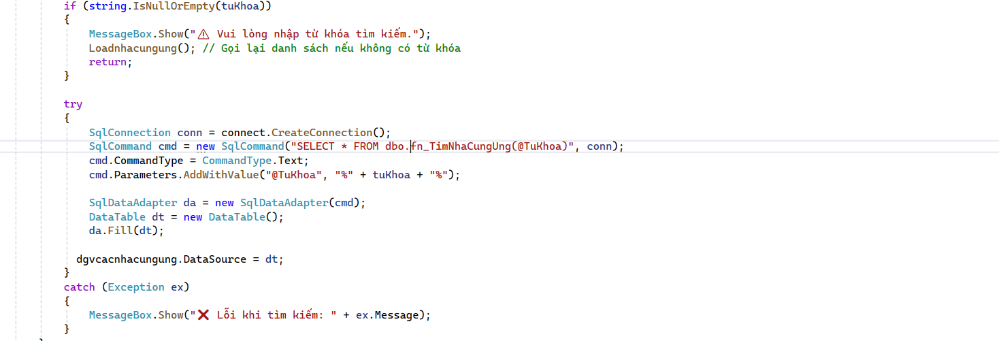 if (string.IsNullOrEmpty(tuKhoa))
{
MessageBox.Show("⚠ Vui lòng nhập từ khóa tìm kiếm.");
Loadnhacungung(); // Gọi lại danh sách nếu không có từ khóa
return;
}
try
{
SqlConnection conn = connect.CreateConnection();
SqlCommand cmd = new SqlCommand("SELECT * FROM dbo.fn_TimNhaCungUng(@TuKhoa)", conn);
cmd.CommandType = CommandType.Text;
cmd.Parameters.AddWithValue("@TuKhoa", "%" + tuKhoa + "%");
SqlDataAdapter da = new SqlDataAdapter(cmd);
DataTable dt = new DataTable();
da.Fill(dt);
dgvcacnhacungung.DataSource = dt;
}
catch (Exception ex)
{
MessageBox.Show("❌ Lỗi khi tìm kiếm: " + ex.Message);
}